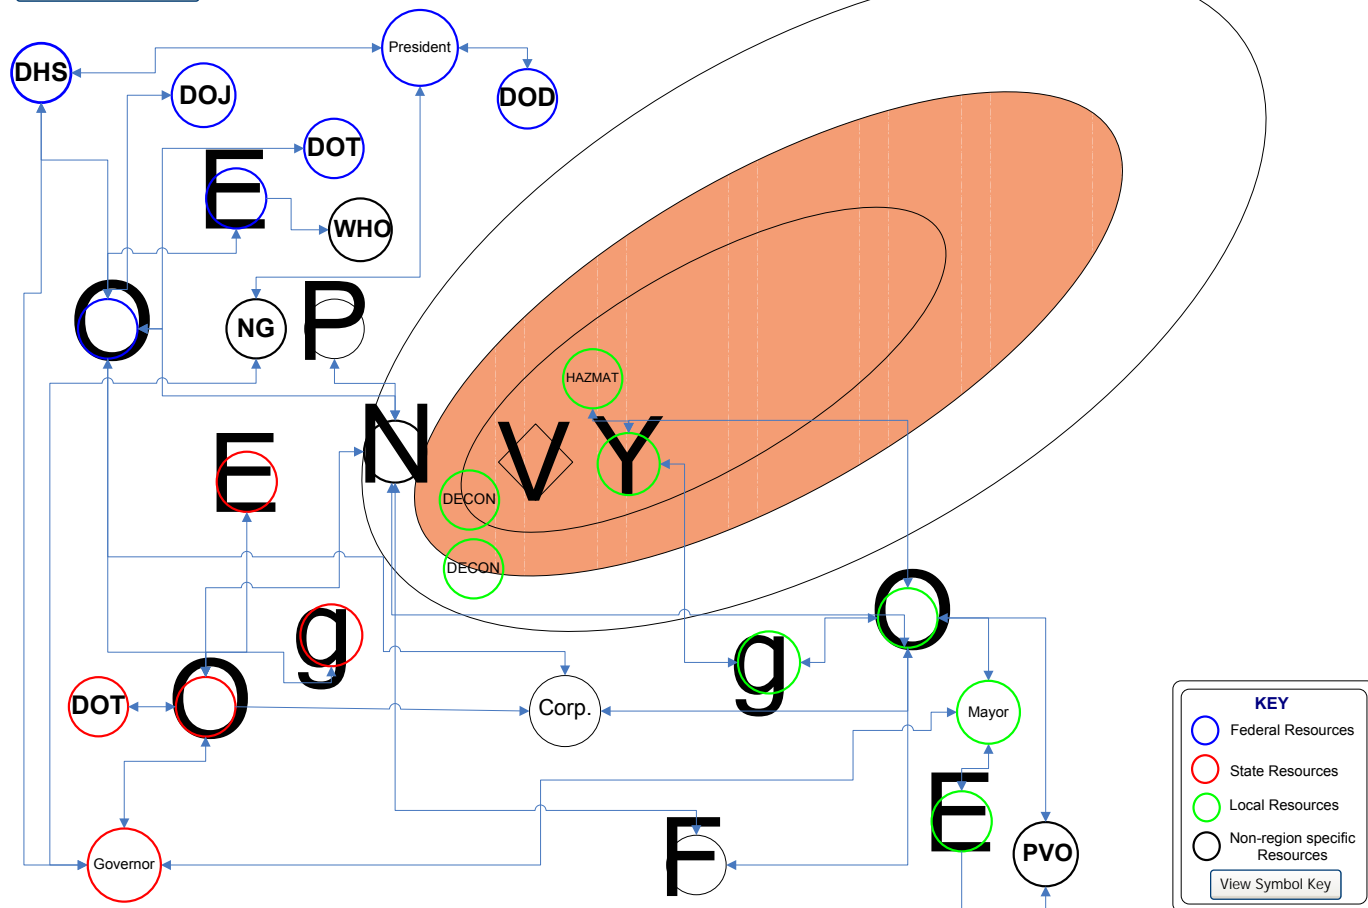 President
DHS
DOJ
DOD
DOT
E
WHO
O
NG
P
HAZMAT
N
V
Y
E
DECON
DECON
g
O
g
O
DOT
Corp.
Mayor
E
F
PVO
Governor
KEY
Federal Resources
State Resources
Local Resources
Non-region specific
Resources
View Symbol Key